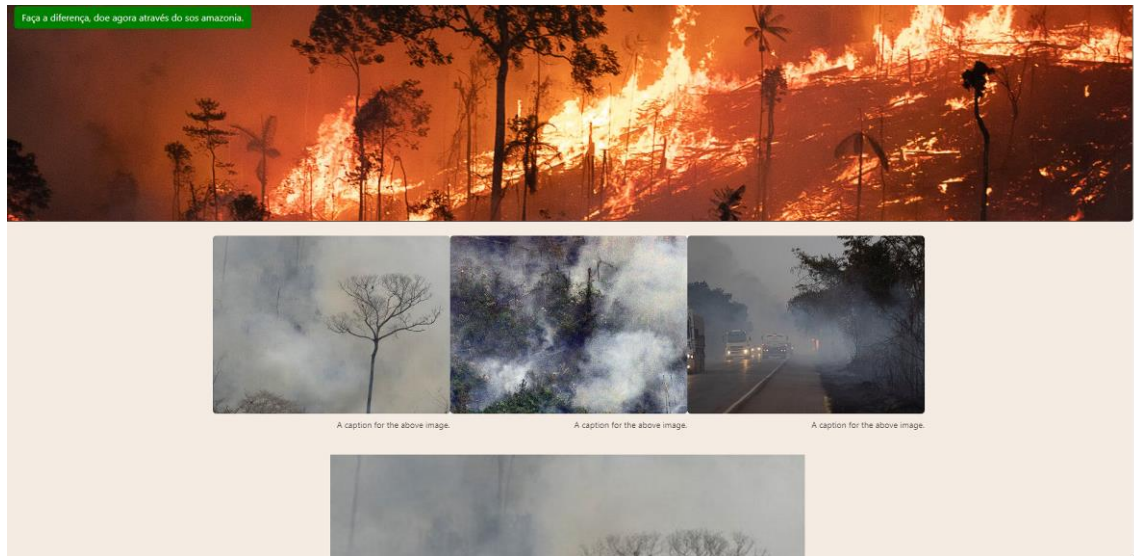 Faça a diferença, doe agora através do sos amazonia.
A caption for the above image.
A caption for the above image.
A caption for the above image.